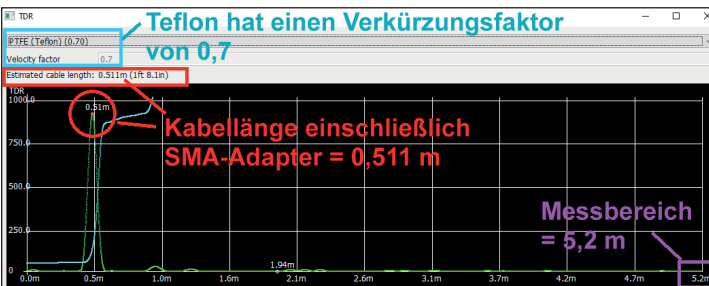 TDR
Teflon hat einen Verkürzungsfaktor
PTFE (Teflon) (0.70)
von 0,7
Velocity factor 0.7
Estimated cable length: 0.511m (1ft 8.1in)
TDR
1000.0
0.51m
Kabellänge einschließlich
750.0
SMA-Adapter = 0,511 m
500.0
Messbereich
250.0
= 5,2 m
1.94m
0
0.0m 0.5m 1.0m 1.6m 2.1m 2.6m 3.1m 3.7m 4.2m 4.7m 5.2m